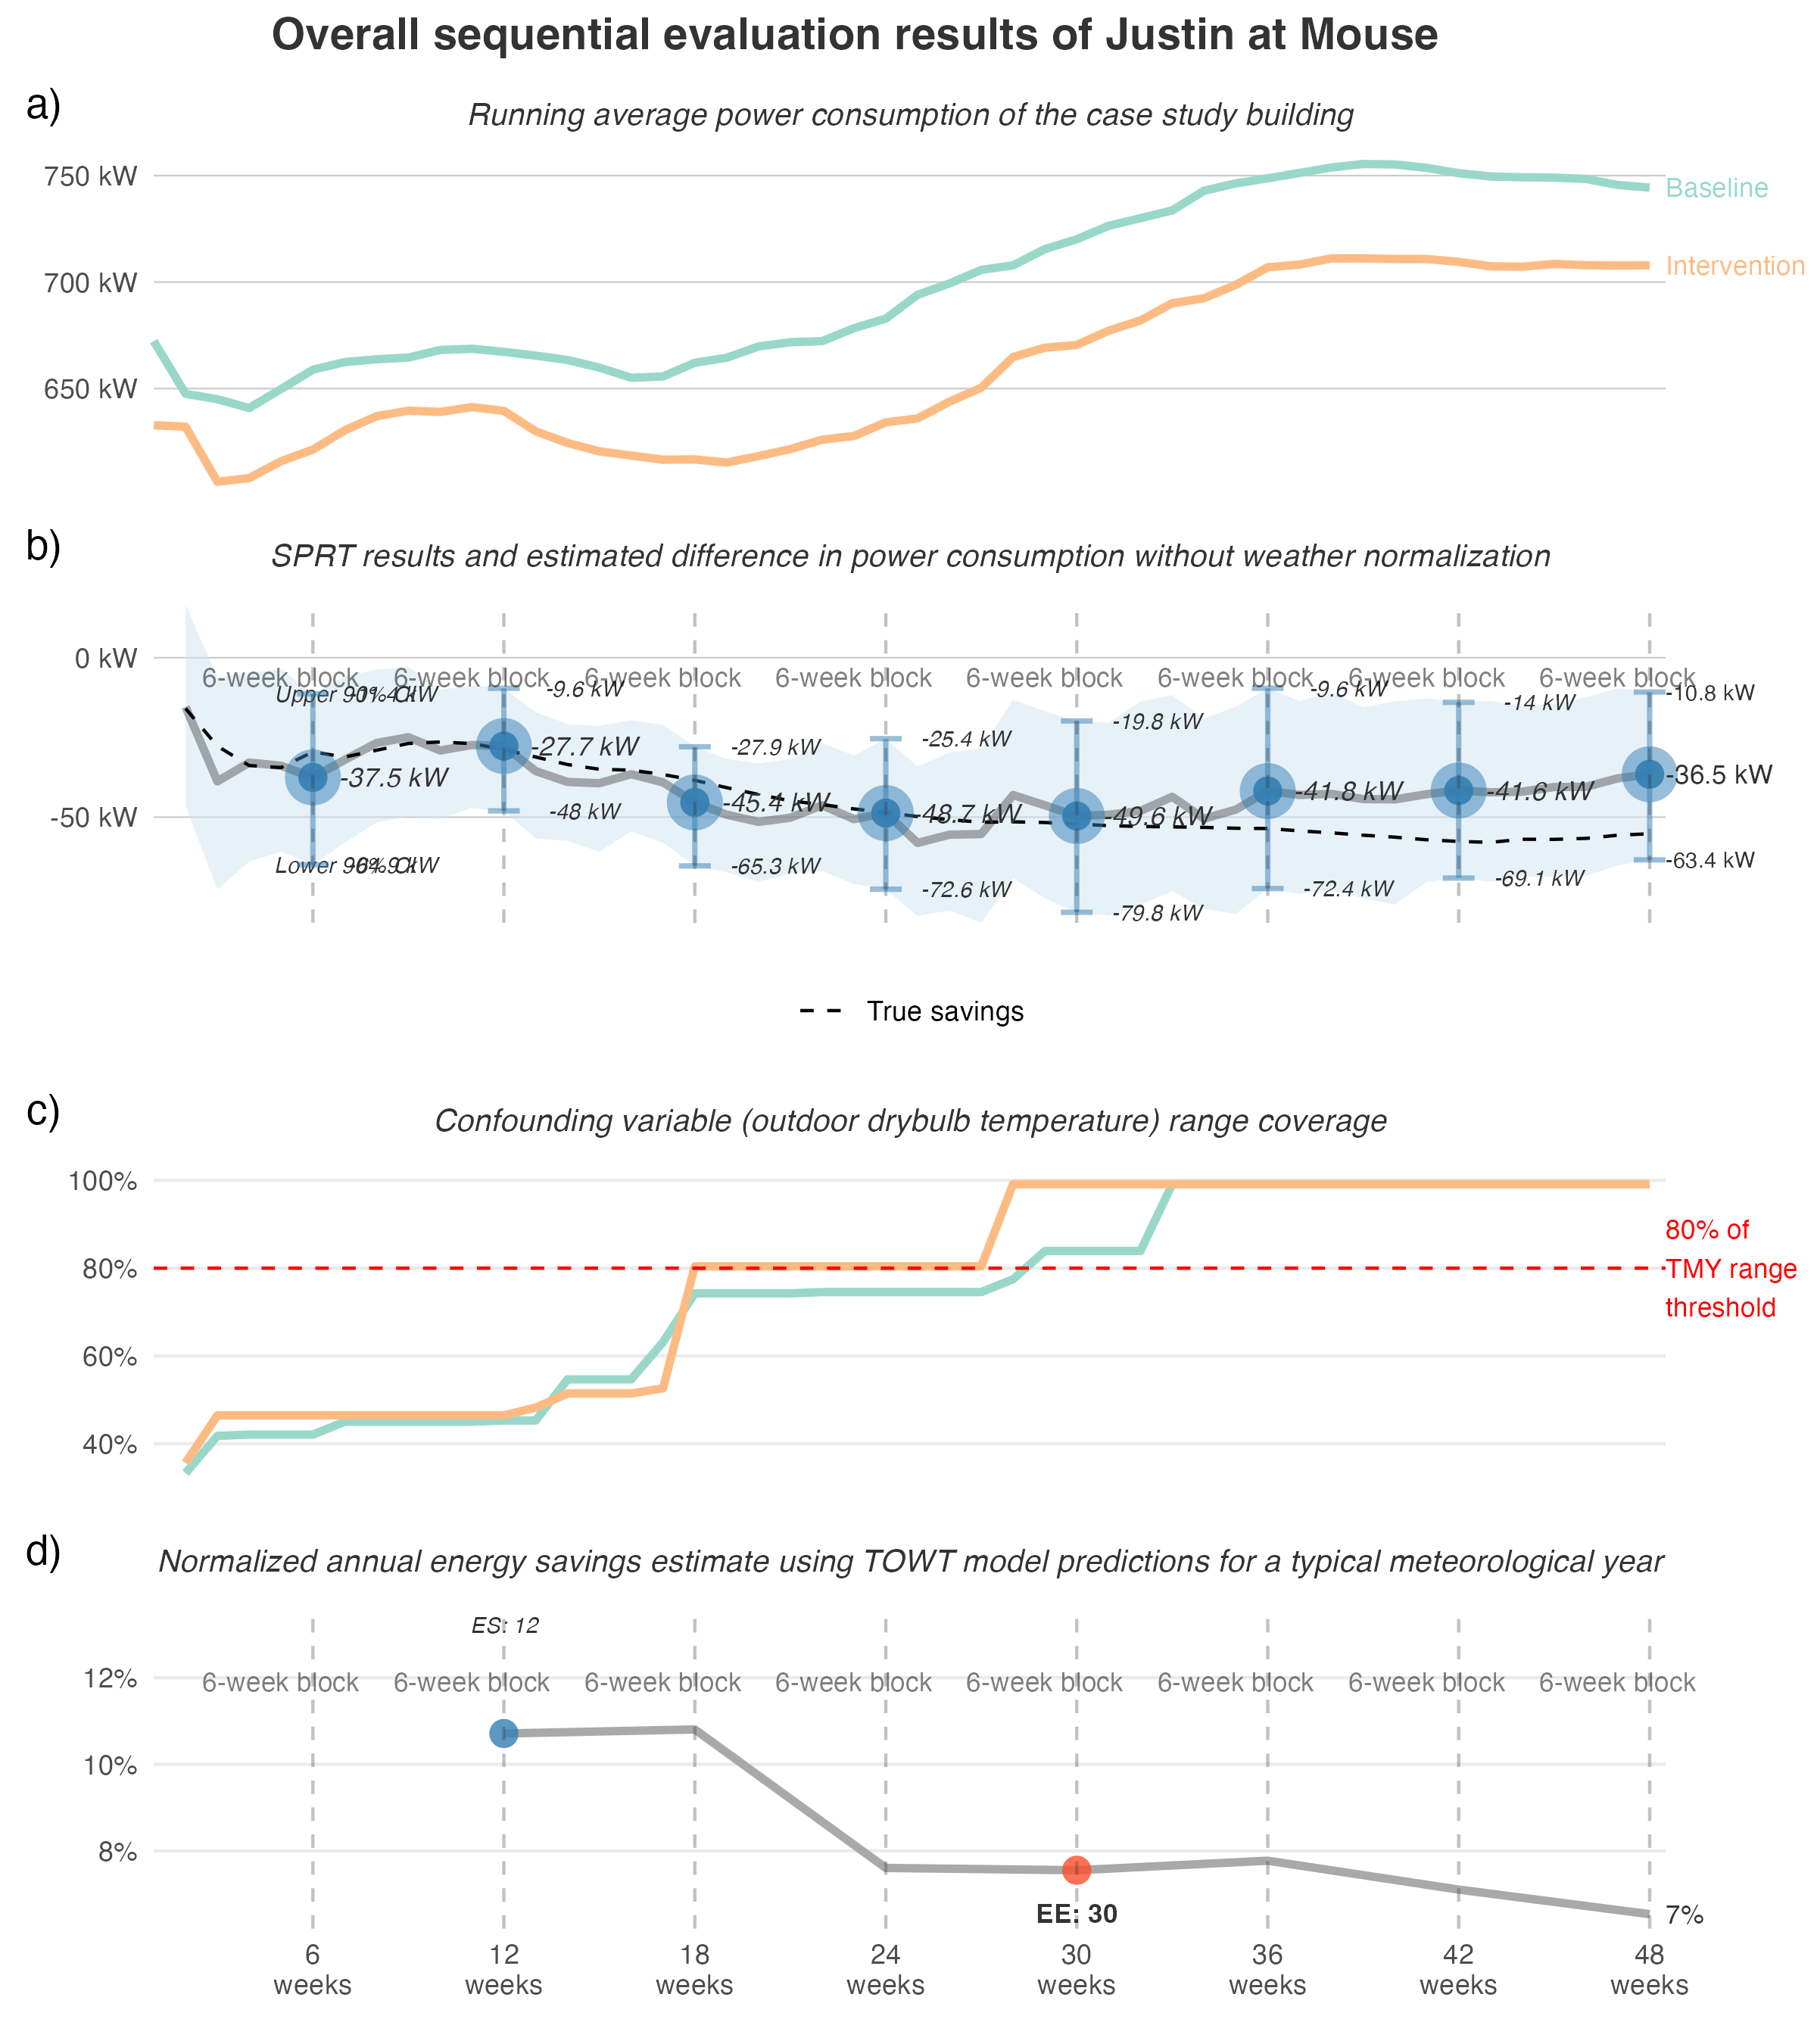 Overall sequential evaluation results of Justin at Mouse
a)
Running average power consumption of the case study building
750 kW
700 kW
650 kW
Baseline
Intervention
b)
SPRT results and estimated difference in power consumption without weather normalization
0 kW
-50 kW
6-week block 6-week block 6-week block 6-week block 6-week block 6-week block 6-week block 6-week block
Upper 90% CI
-9.6 kW
-27.9 kW
-25.4 kW
-19.8 kW
-9.6 kW
-14 kW
-10.8 kW
-37.5 kW
-27.7 kW
-45.4 kW
-48.7 kW
-49.6 kW
-41.8 kW
-41.6 kW
-36.5 kW
Lower 90% CI
-64.9 kW
-48 kW
-65.3 kW
-72.6 kW
-79.8 kW
-72.4 kW
-69.1 kW
-63.4 kW
True savings
c)
Confounding variable (outdoor drybulb temperature) range coverage
100%
80%
60%
40%
80% of
TMY range
threshold
d)
Normalized annual energy savings estimate using TOWT model predictions for a typical meteorological year
ES: 12
12%
10%
8%
6-week block 6-week block 6-week block 6-week block 6-week block 6-week block 6-week block 6-week block
EE: 30
7%
6 weeks
12 weeks
18 weeks
24 weeks
30 weeks
36 weeks
42 weeks
48 weeks